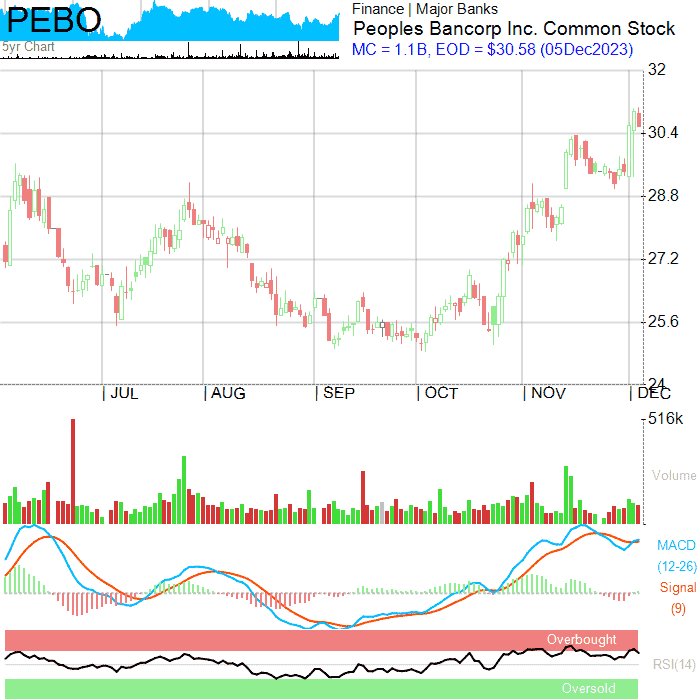 PEBO
5yr Chart
Finance | Major Banks
Peoples Bancorp Inc. Common Stock
MC = 1.1B, EOD = $30.58 (05Dec2023)
32
30.4
28.8
27.2
25.6
24
| JUL | AUG | SEP | OCT | NOV | DEC
516k
Volume
MACD
(12-26)
Signal
(9)
Overbought
RSI(14)
Oversold